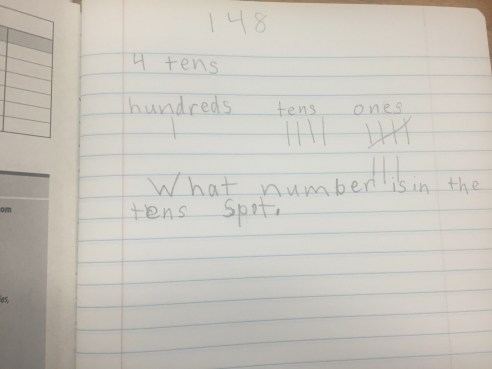 148
4 tens
hundreds tens ones
What number is in the
tens spot.